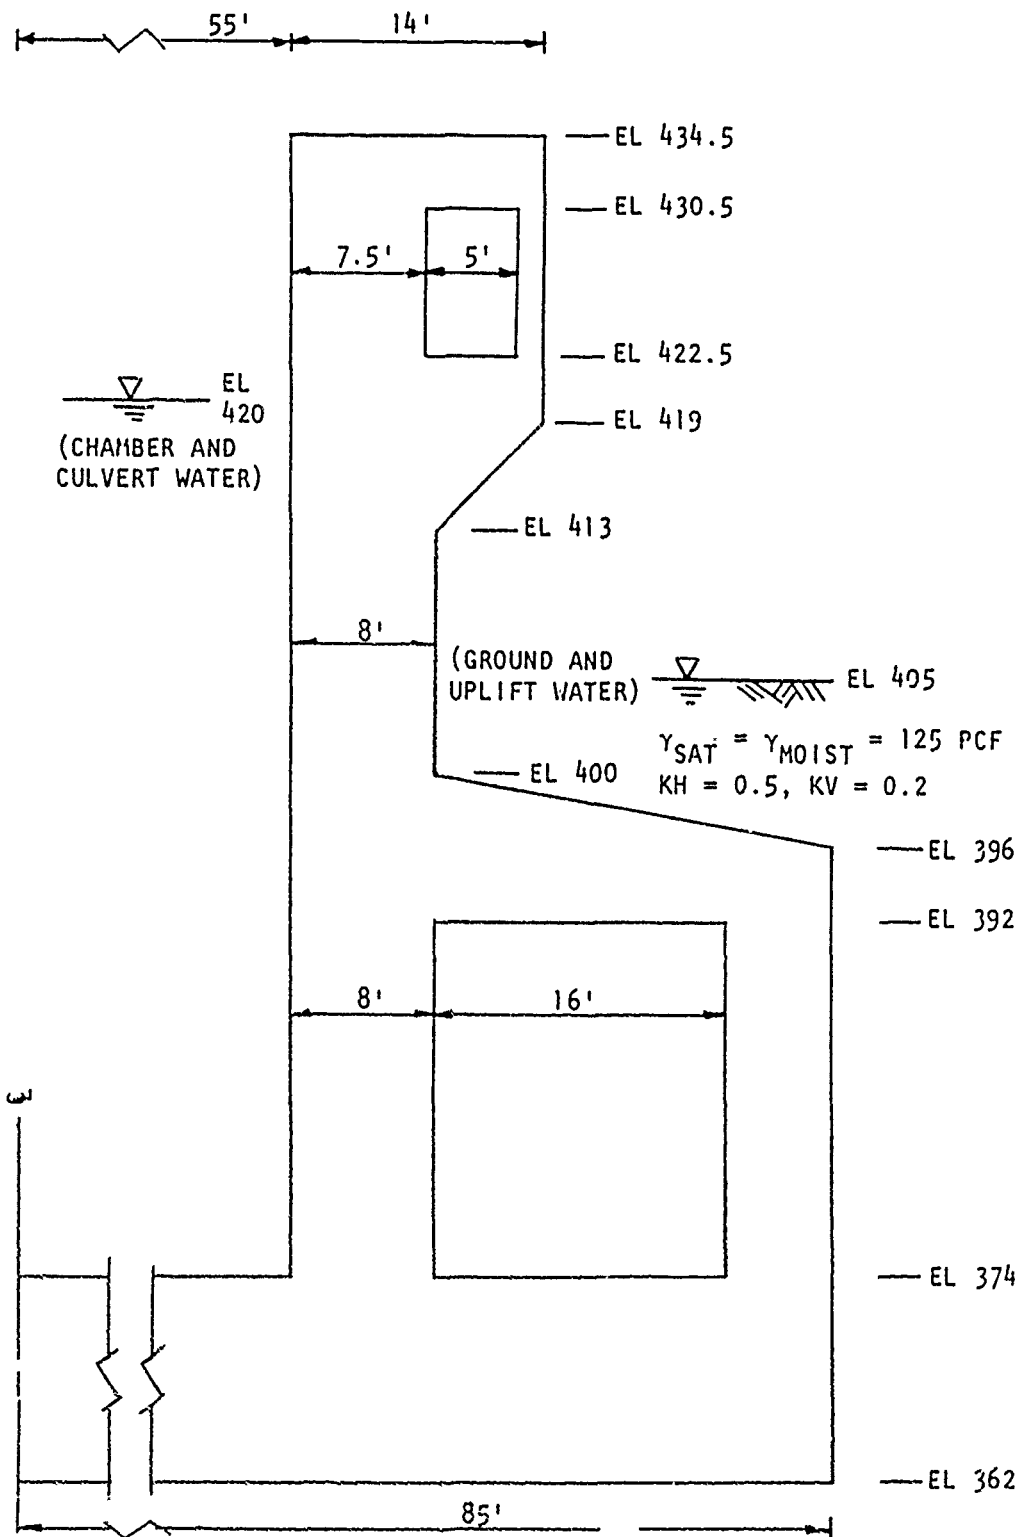 55' 14'
EL 434.5
EL 430.5
7.5' 5'
EL 422.5
EL
420
(CHAMBER AND
CULVERT WATER)
EL 419
EL 413
8'
(GROUND AND
UPLIFT WATER)
EL 405
γSAT = γMOIST = 125 PCF
KH = 0.5, KV = 0.2
EL 400
EL 396
EL 392
8' 16'
EL 374
EL 362
85'